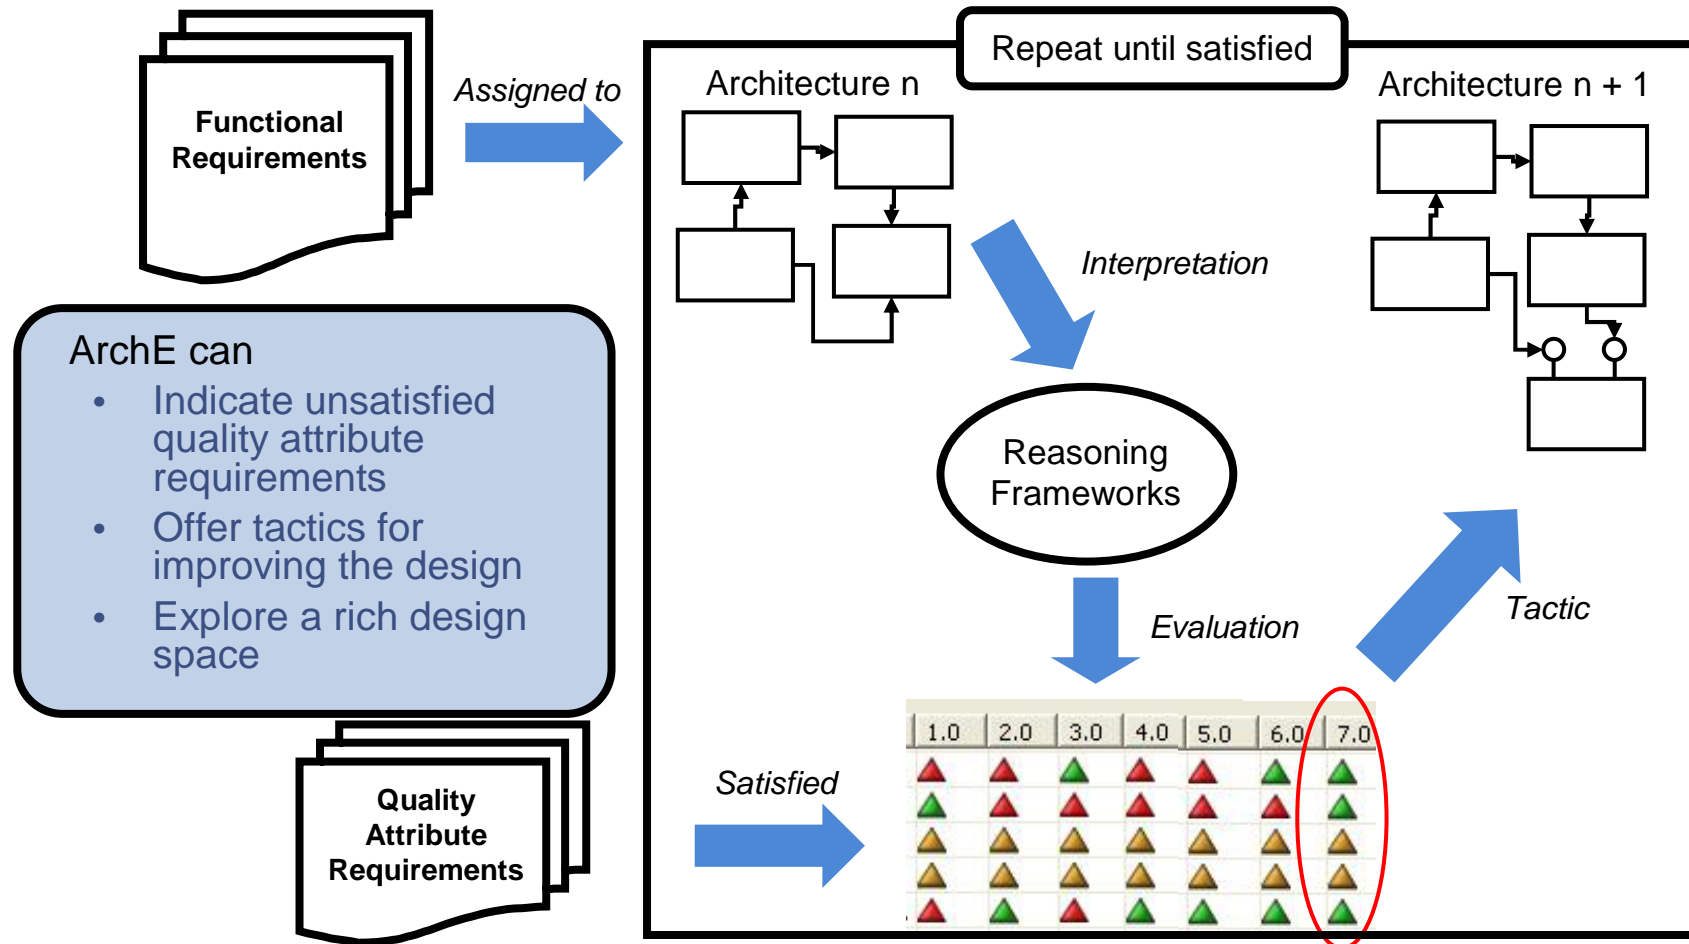 Repeat until satisfied
Functional
Requirements
Assigned to
Architecture n
Architecture n + 1
Interpretation
ArchE can
• Indicate unsatisfied
quality attribute
requirements
• Offer tactics for
improving the design
• Explore a rich design
space
Reasoning
Frameworks
Evaluation
Tactic
Quality
Attribute
Requirements
Satisfied
1.0 2.0 3.0 4.0 5.0 6.0 7.0